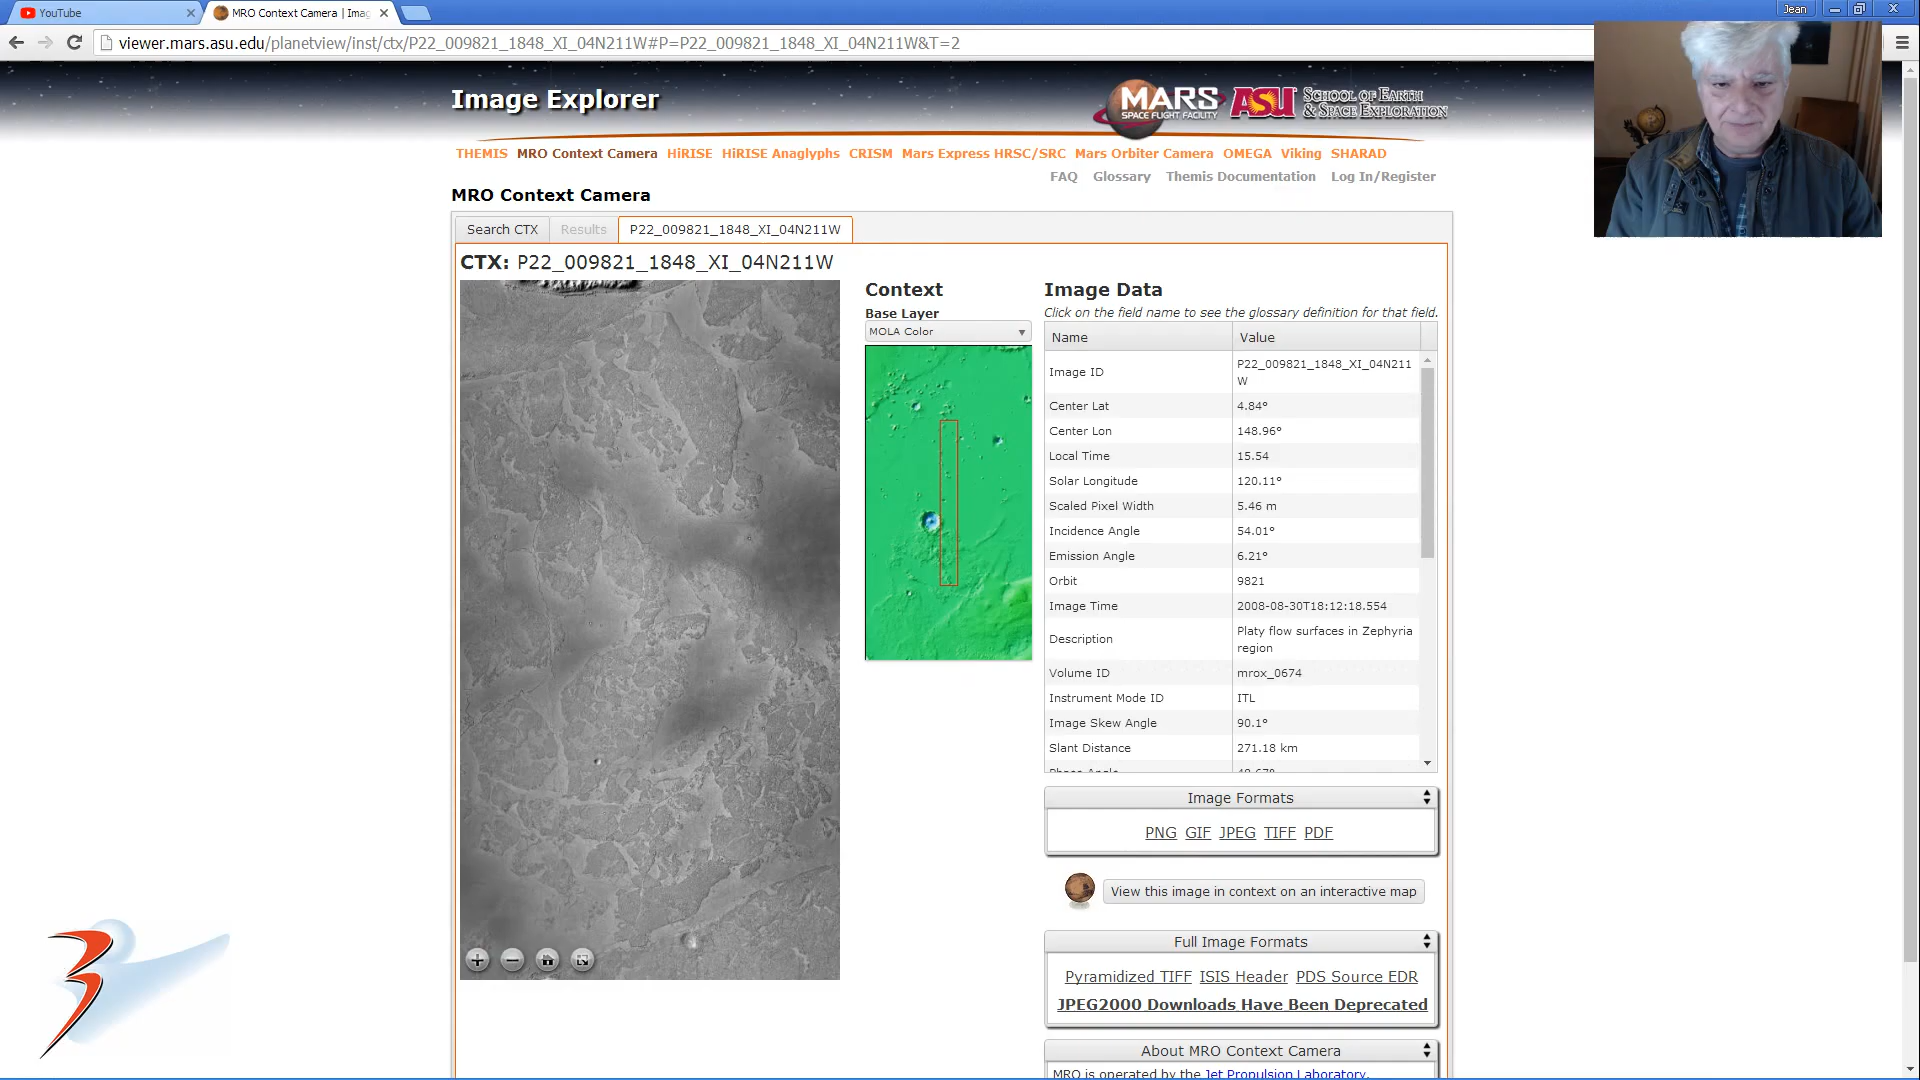 YouTube
MRO Context Camera | Imag
Jean
viewer.mars.asu.edu/planetview/inst/ctx/P22_009821_1848_XI_04N211W#P=P22_009821_1848_XI_04N211W&T=2
Image Explorer
MARS
SPACE FLIGHT FACILITY
ASU
SCHOOL OF EARTH
& SPACE EXPLORATION
THEMIS MRO Context Camera HiRISE HiRISE Anaglyphs CRISM Mars Express HRSC/SRC Mars Orbiter Camera OMEGA Viking SHARAD
FAQ Glossary Themis Documentation Log In/Register
MRO Context Camera
Search CTX Results P22_009821_1848_XI_04N211W
CTX: P22_009821_1848_XI_04N211W
Context
Base Layer
MOLA Color
Image Data
Click on the field name to see the glossary definition for that field.
Name Value
Image ID P22_009821_1848_XI_04N211
W
Center Lat 4.84°
Center Lon 148.96°
Local Time 15.54
Solar Longitude 120.11°
Scaled Pixel Width 5.46 m
Incidence Angle 54.01°
Emission Angle 6.21°
Orbit 9821
Image Time 2008-08-30T18:12:18.554
Description Platy flow surfaces in Zephyria
region
Volume ID mrox_0674
Instrument Mode ID ITL
Image Skew Angle 90.1°
Slant Distance 271.18 km
Phase Angle 48.67°
Image Formats
PNG GIF JPEG TIFF PDF
View this image in context on an interactive map
Full Image Formats
Pyramidized TIFF ISIS Header PDS Source EDR
JPEG2000 Downloads Have Been Deprecated
About MRO Context Camera
MRO is operated by the Jet Propulsion Laboratory.